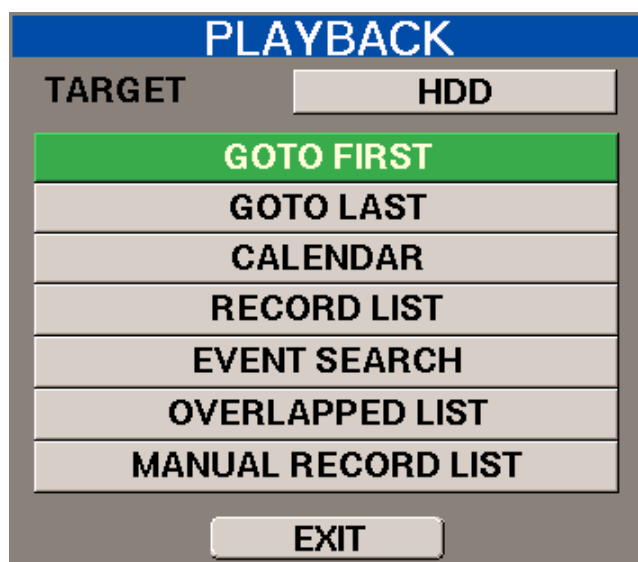 PLAYBACK
TARGET HDD
GOTO FIRST
GOTO LAST
CALENDAR
RECORD LIST
EVENT SEARCH
OVERLAPPED LIST
MANUAL RECORD LIST
EXIT